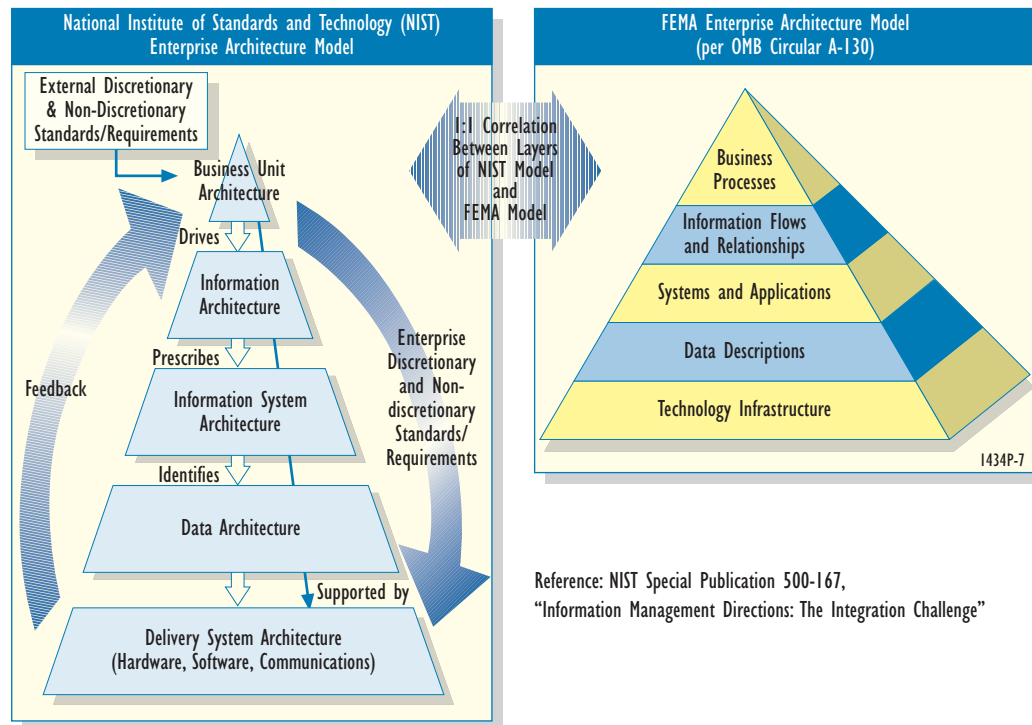 National Institute of Standards and Technology (NIST)
Enterprise Architecture Model
External Discretionary
& Non-Discretionary
Standards/Requirements
Business Unit
Architecture
Drives
Information
Architecture
Prescribes
Information System
Architecture
Identifies
Data Architecture
Supported by
Delivery System Architecture
(Hardware, Software, Communications)
Feedback
Enterprise
Discretionary
and Non-
discretionary
Standards/
Requirements
1:1 Correlation
Between Layers
of NIST Model
and
FEMA Model
FEMA Enterprise Architecture Model
(per OMB Circular A-130)
Business
Processes
Information Flows
and Relationships
Systems and Applications
Data Descriptions
Technology Infrastructure
1434P-7
Reference: NIST Special Publication 500-167,
“Information Management Directions: The Integration Challenge”